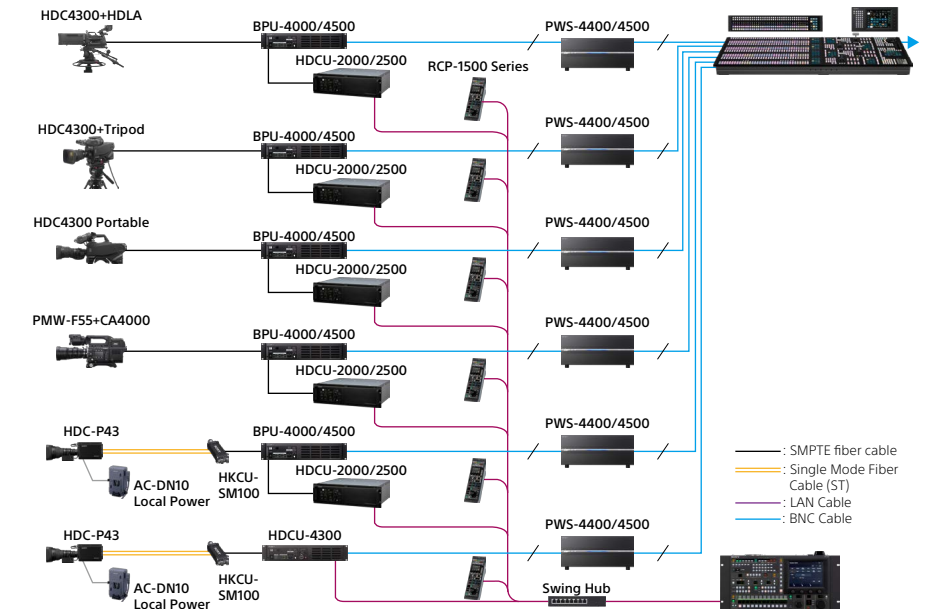 HDC4300+HDLA
BPU-4000/4500
PWS-4400/4500
HDCU-2000/2500
RCP-1500 Series
HDC4300+Tripod
BPU-4000/4500
PWS-4400/4500
HDCU-2000/2500
HDC4300 Portable
BPU-4000/4500
PWS-4400/4500
HDCU-2000/2500
PMW-F55+CA4000
BPU-4000/4500
PWS-4400/4500
HDCU-2000/2500
HDC-P43
BPU-4000/4500
PWS-4400/4500
HDCU-2000/2500
AC-DN10
Local Power
HKCU-
SM100
: SMPTE fiber cable
: Single Mode Fiber
Cable (ST)
: LAN Cable
: BNC Cable
HDC-P43
HDCU-4300
PWS-4400/4500
AC-DN10
Local Power
HKCU-
SM100
Swing Hub